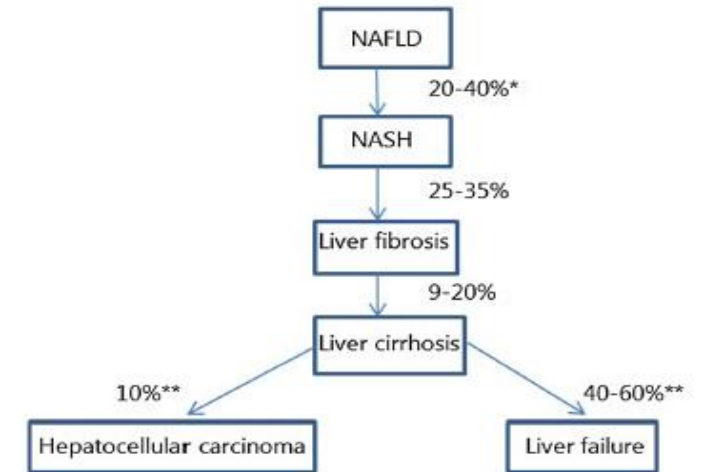 NAFLD
20-40%*
NASH
25-35%
Liver fibrosis
9-20%
Liver cirrhosis
10%**
40-60%**
Hepatocellular carcinoma
Liver failure